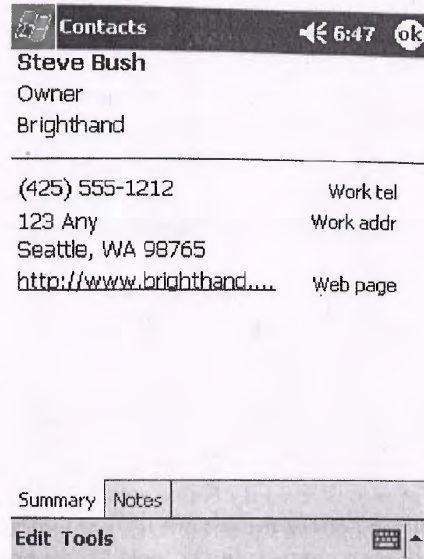 Contacts 6:47 ok
Steve Bush
Owner
Brighthand
(425) 555-1212 Work tel
123 Any Work addr
Seattle, WA 98765
http://www.brighthand.... Web page
Summary Notes
Edit Tools